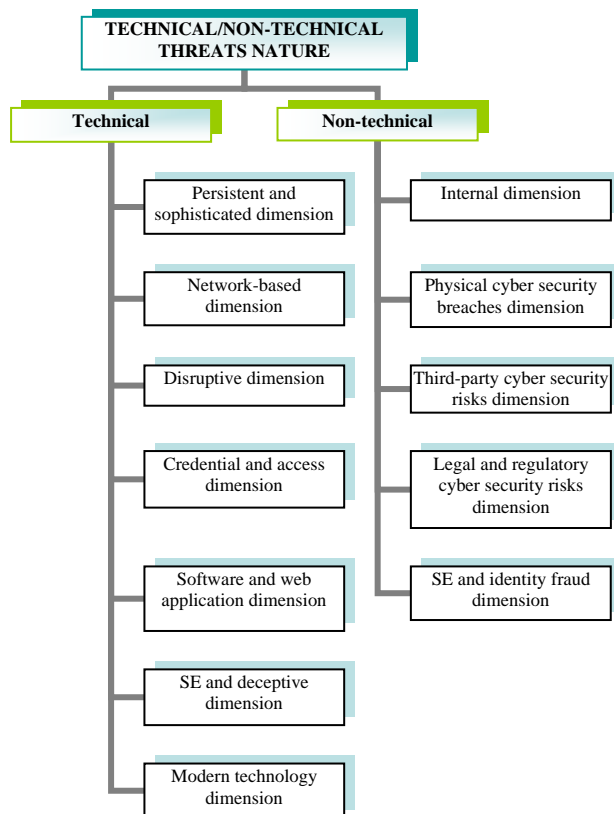 TECHNICAL/NON-TECHNICAL
THREATS NATURE
Technical
Non-technical
Persistent and
sophisticated dimension
Network-based
dimension
Disruptive dimension
Credential and access
dimension
Software and web
application dimension
SE and deceptive
dimension
Modern technology
dimension
Internal dimension
Physical cyber security
breaches dimension
Third-party cyber security
risks dimension
Legal and regulatory
cyber security risks
dimension
SE and identity fraud
dimension